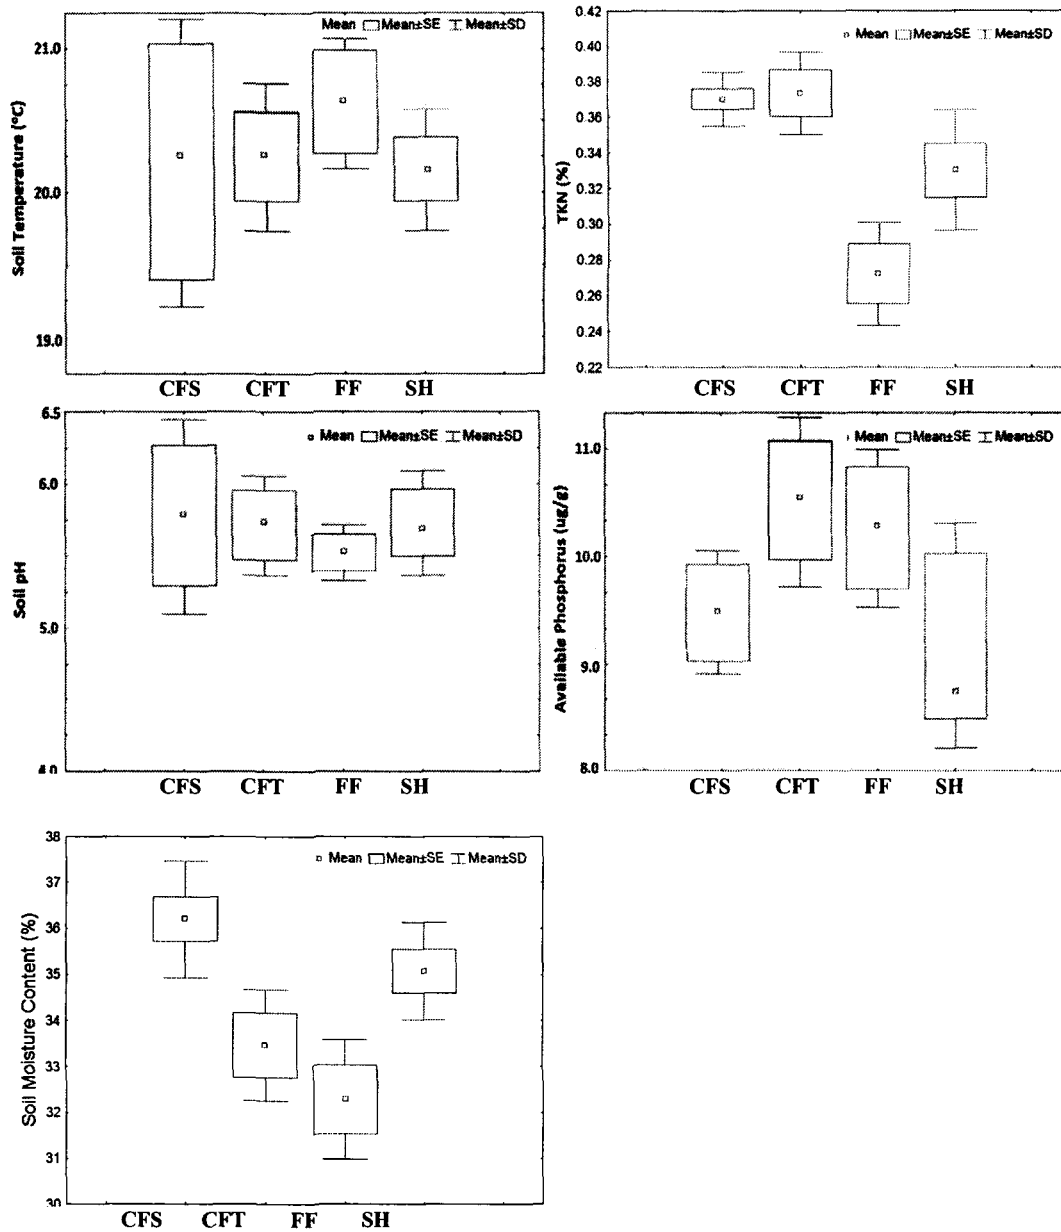 Mean Mean±SE Mean±SD
21.0
20.0
19.0
Soil Temperature (°C)
CFS CFT FF SH
Mean Mean±SE Mean±SD
0.42
0.40
0.38
0.36
0.34
0.32
0.30
0.28
0.26
0.24
0.22
TKN (%)
CFS CFT FF SH
Mean Mean±SE Mean±SD
6.5
6.0
5.0
4.0
Soil pH
CFS CFT FF SH
Mean Mean±SE Mean±SD
11.0
10.0
9.0
8.0
Available Phosphorus (ug/g)
CFS CFT FF SH
Mean Mean±SE Mean±SD
38
37
36
35
34
33
32
31
30
Soil Moisture Content (%)
CFS CFT FF SH